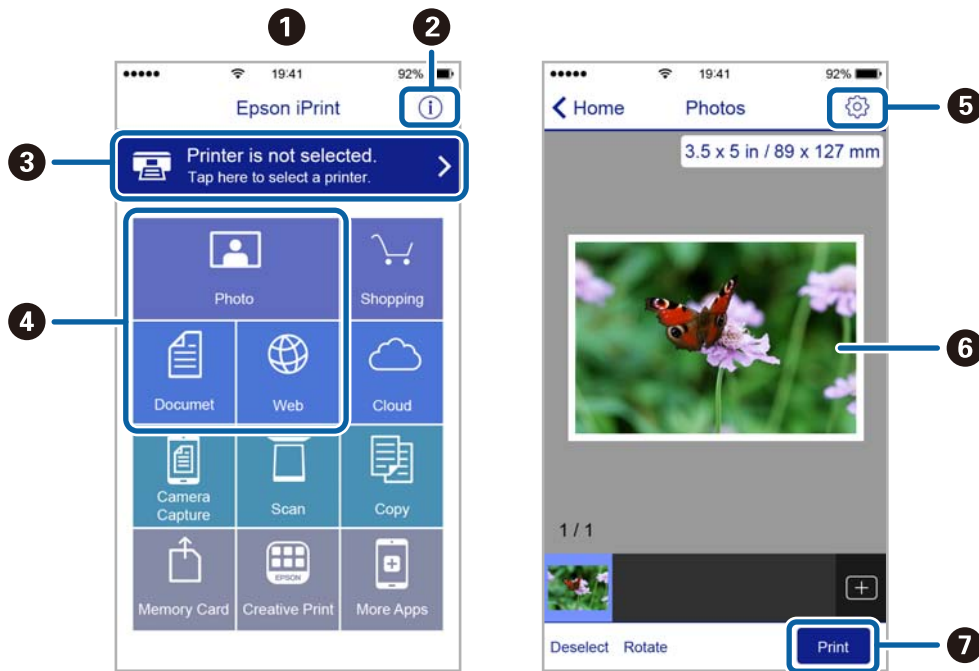 1
2
19:41
92%
Epson iPrint
3
Printer is not selected.
Tap here to select a printer.
4
Photo
Shopping
Documet
Web
Cloud
Camera
Capture
Scan
Copy
EPSON
Memory Card
Creative Print
More Apps
19:41
92%
Home
Photos
5
3.5 x 5 in / 89 x 127 mm
6
1 / 1
Deselect
Rotate
Print
7